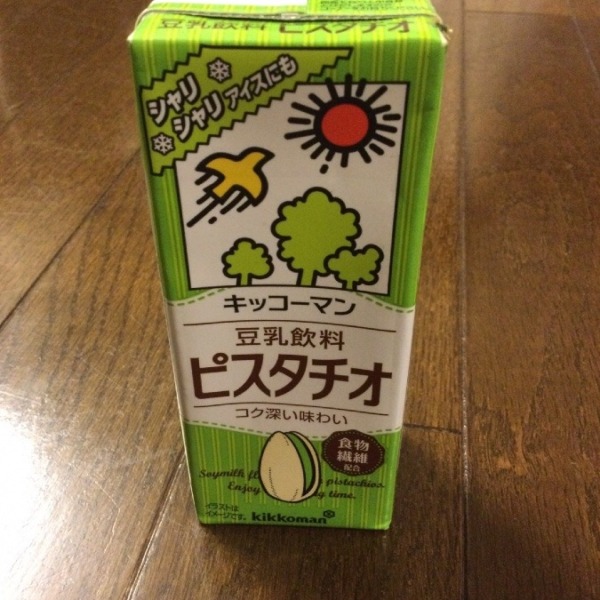 豆乳飲料 ピスタチオ
シャリ
シャリ アイスにも
キッコーマン
豆乳飲料
ピスタチオ
コク深い味わい
食物
繊維
配合
Soymilk pistachios.
Enjoy time.
イラストは
イメージです。
kikkoman®